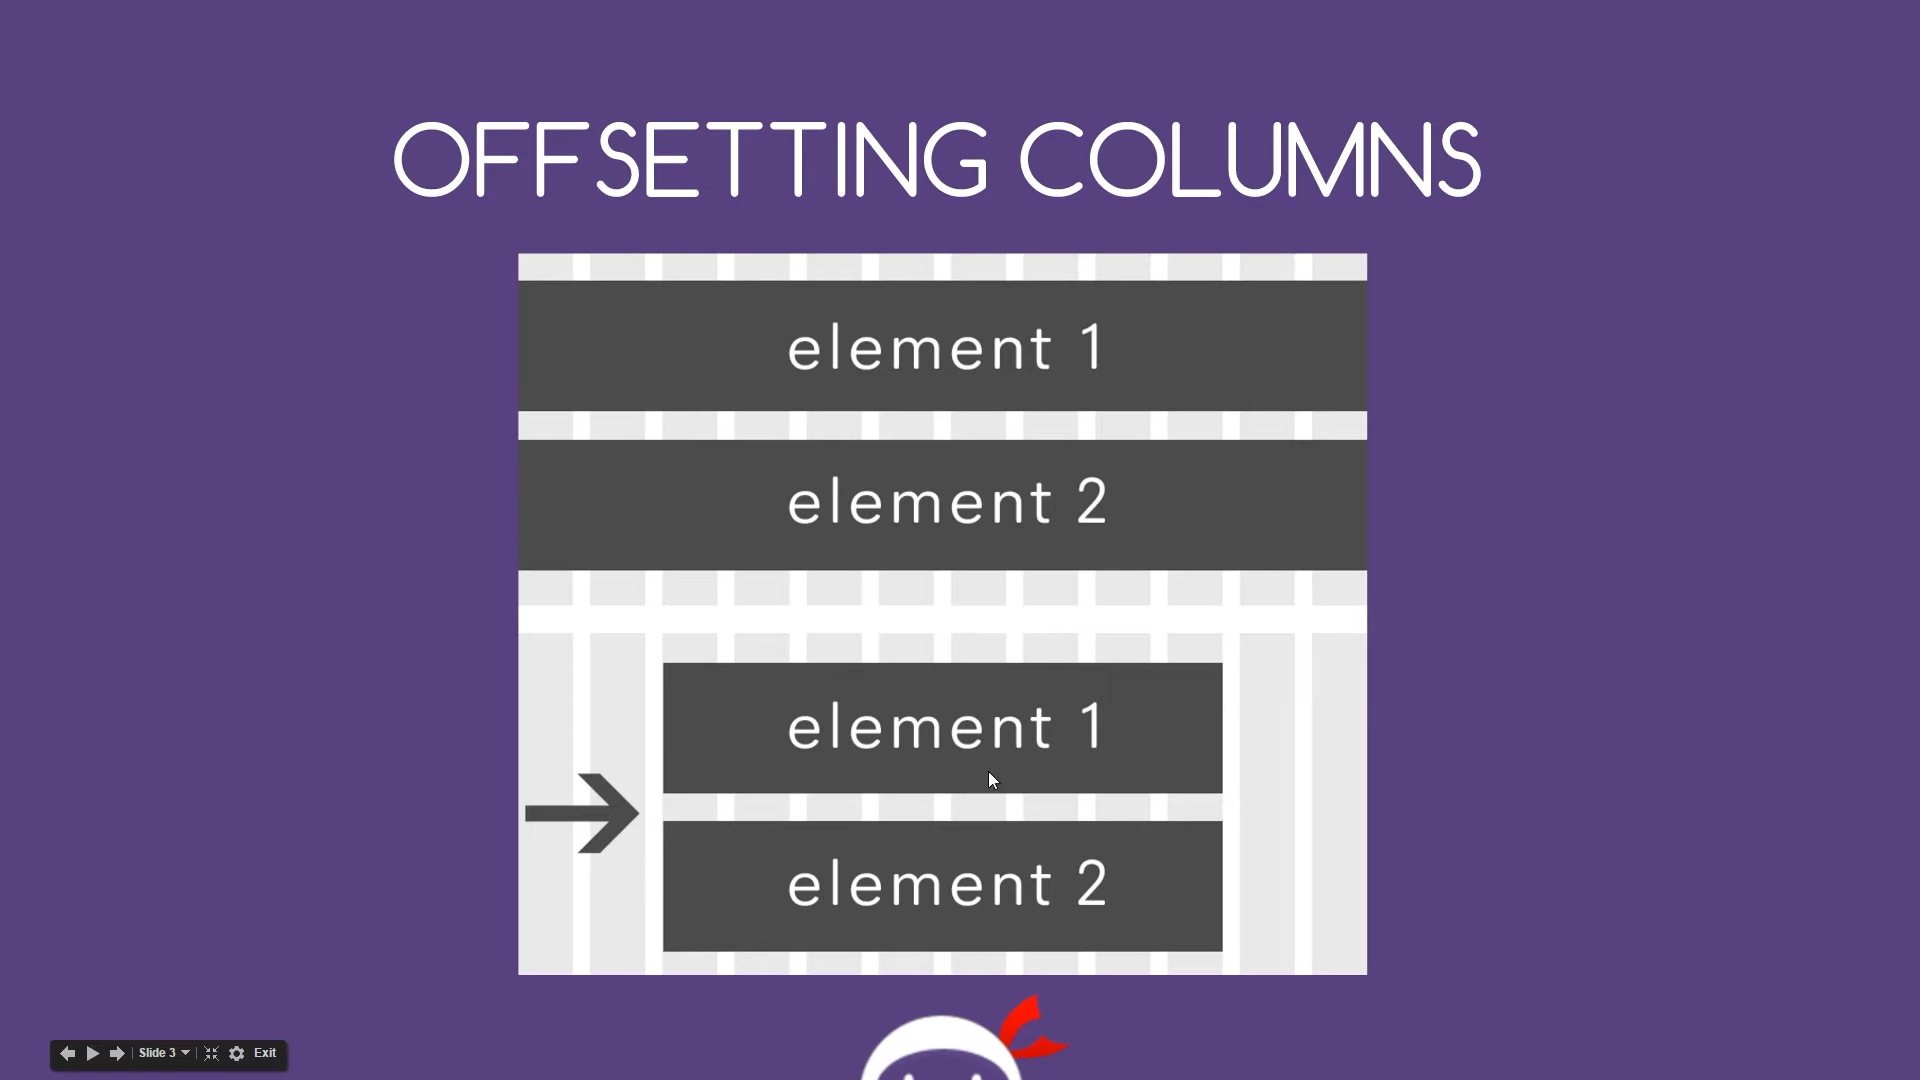 OFFSETTING COLUMNS
element 1
element 2
element 1
element 2
Slide 3
Exit